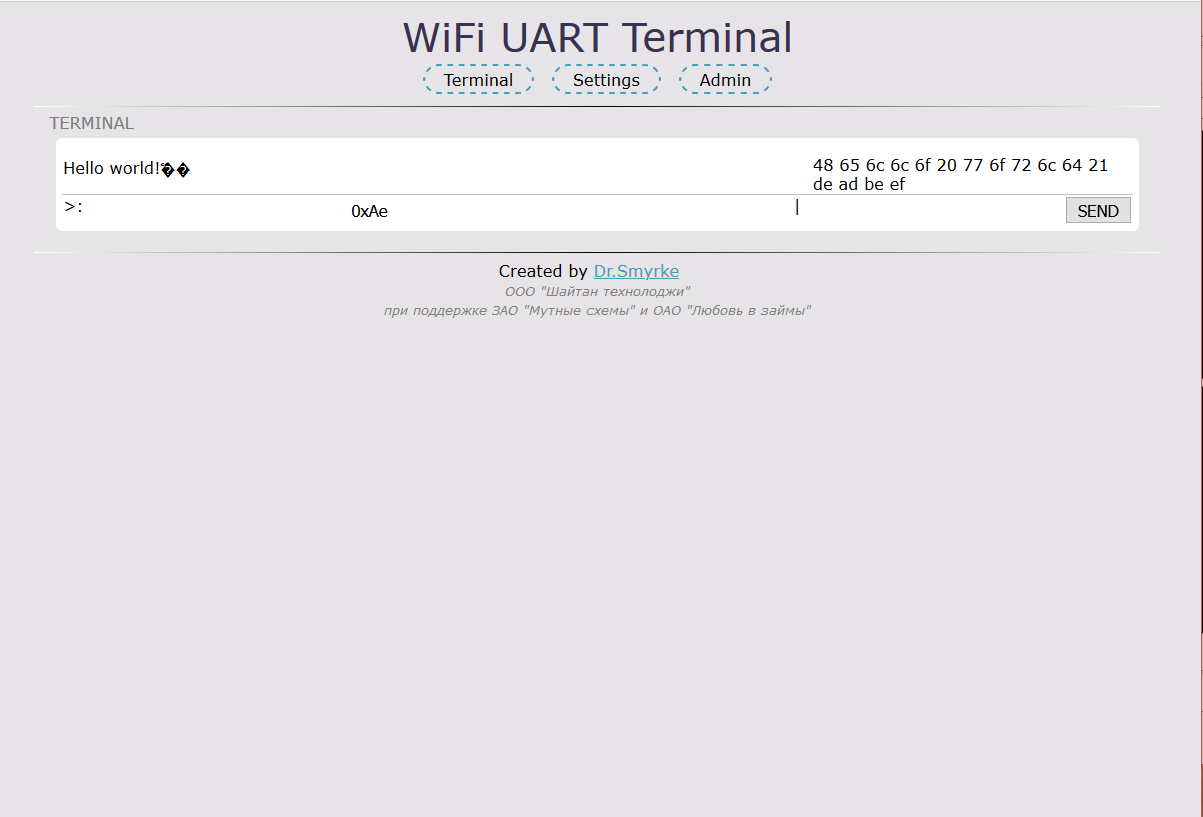 WiFi UART Terminal
Terminal Settings Admin
TERMINAL
Hello world!ޭ��
48 65 6c 6c 6f 20 77 6f 72 6c 64 21
de ad be ef
>: 0xAe | SEND
Created by Dr.Smyrke
ООО "Шайтан технолоджи"
при поддержке ЗАО "Мутные схемы" и ОАО "Любовь в займы"